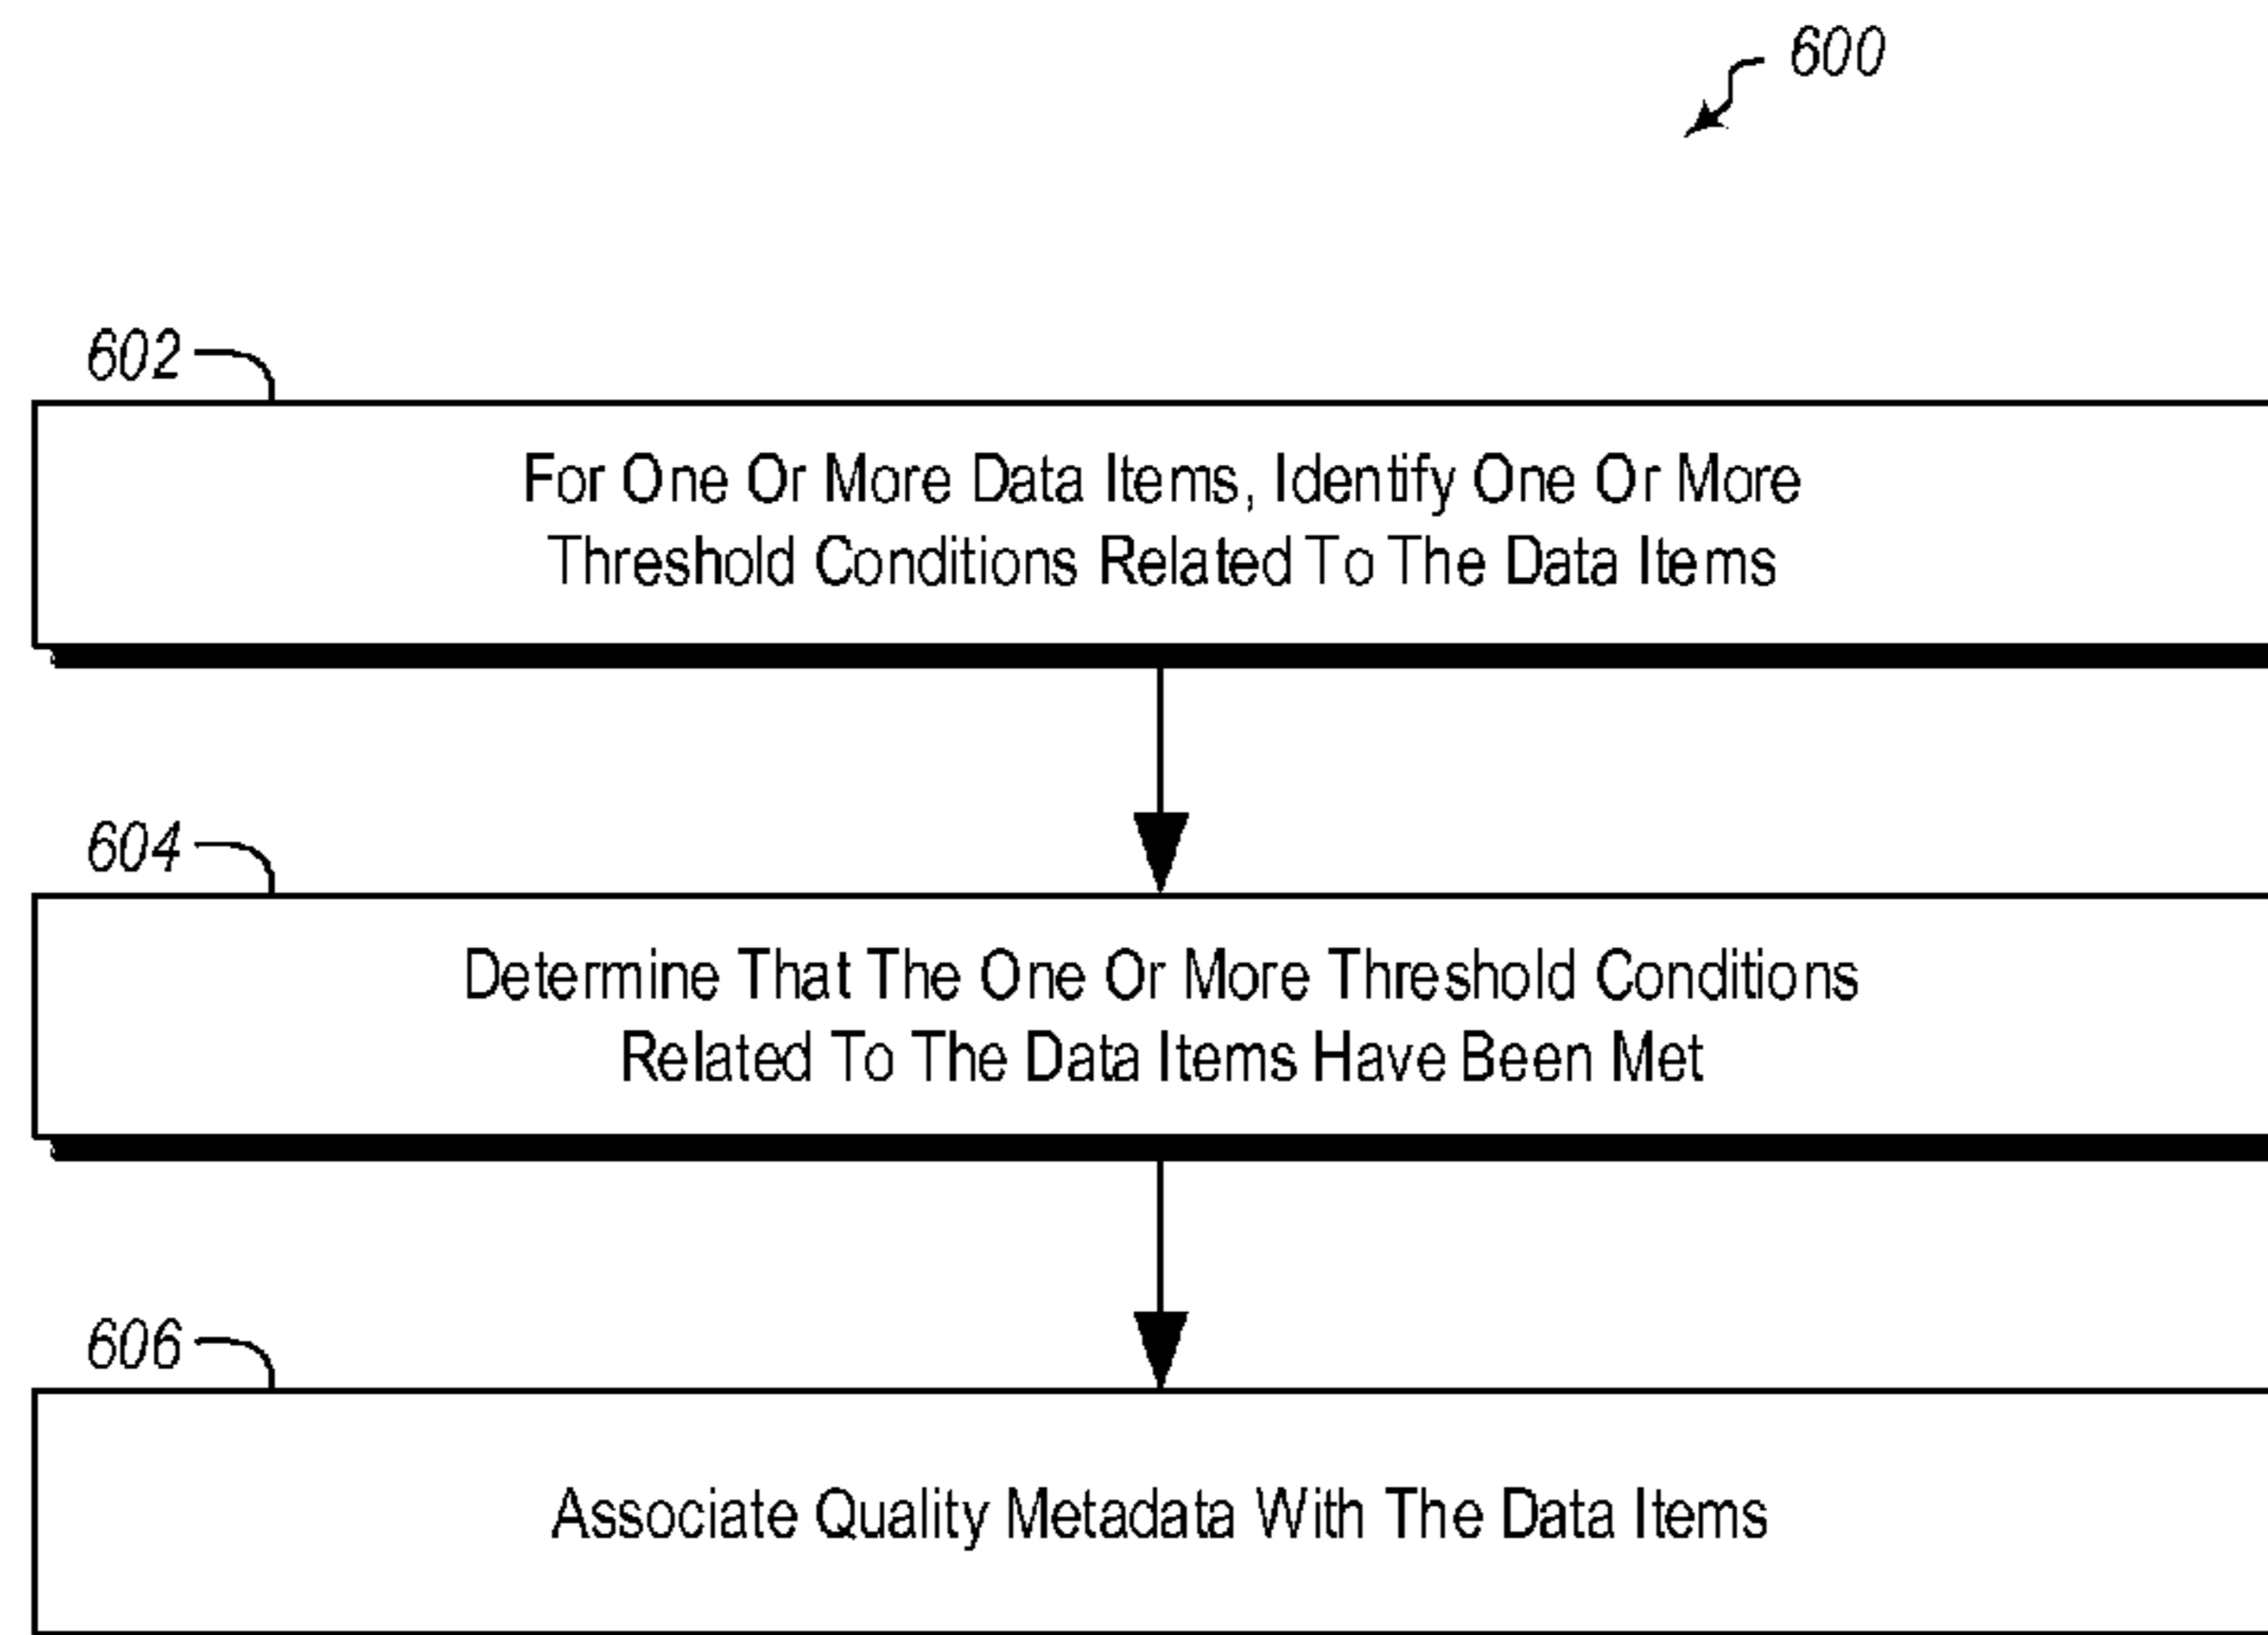 600
602
For One Or More Data Items, Identify One Or More
Threshold Conditions Related To The Data Items
604
Determine That The One Or More Threshold Conditions
Related To The Data Items Have Been Met
606
Associate Quality Metadata With The Data Items